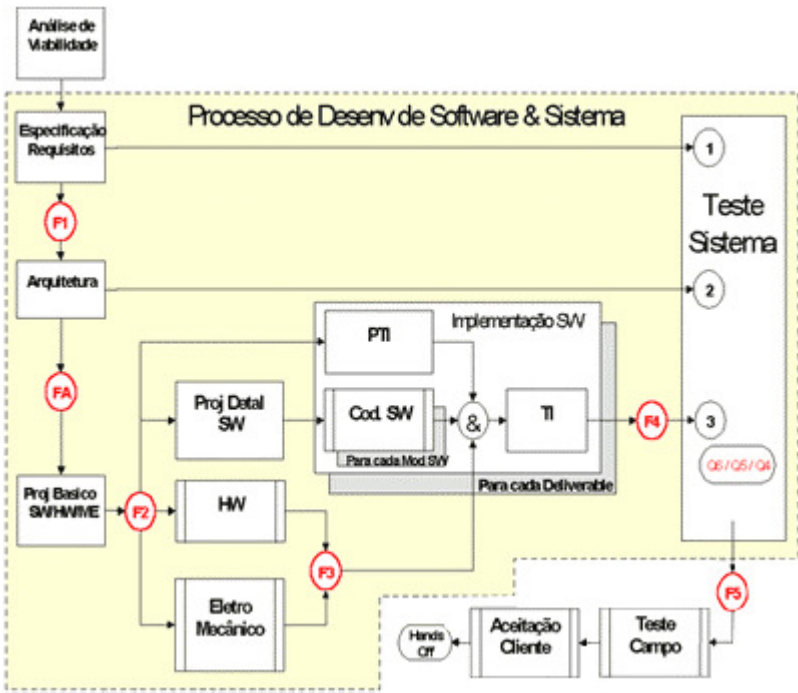 Análise de
Viabilidade
Processo de Desenv de Software & Sistema
Especificação
Requisitos
1
F1
Teste
Sistema
Arquitetura
2
Implementação SW
PTI
FA
Proj Detal
SW
Cod. SW
&
TI
F4
3
Para cada Mod SW
Q6 / Q5 / Q4
Para cada Deliverable
Proj Basico
SW/HW/ME
F2
HW
F3
F5
Eletro
Mecânico
Hands
Off
Aceitação
Cliente
Teste
Campo